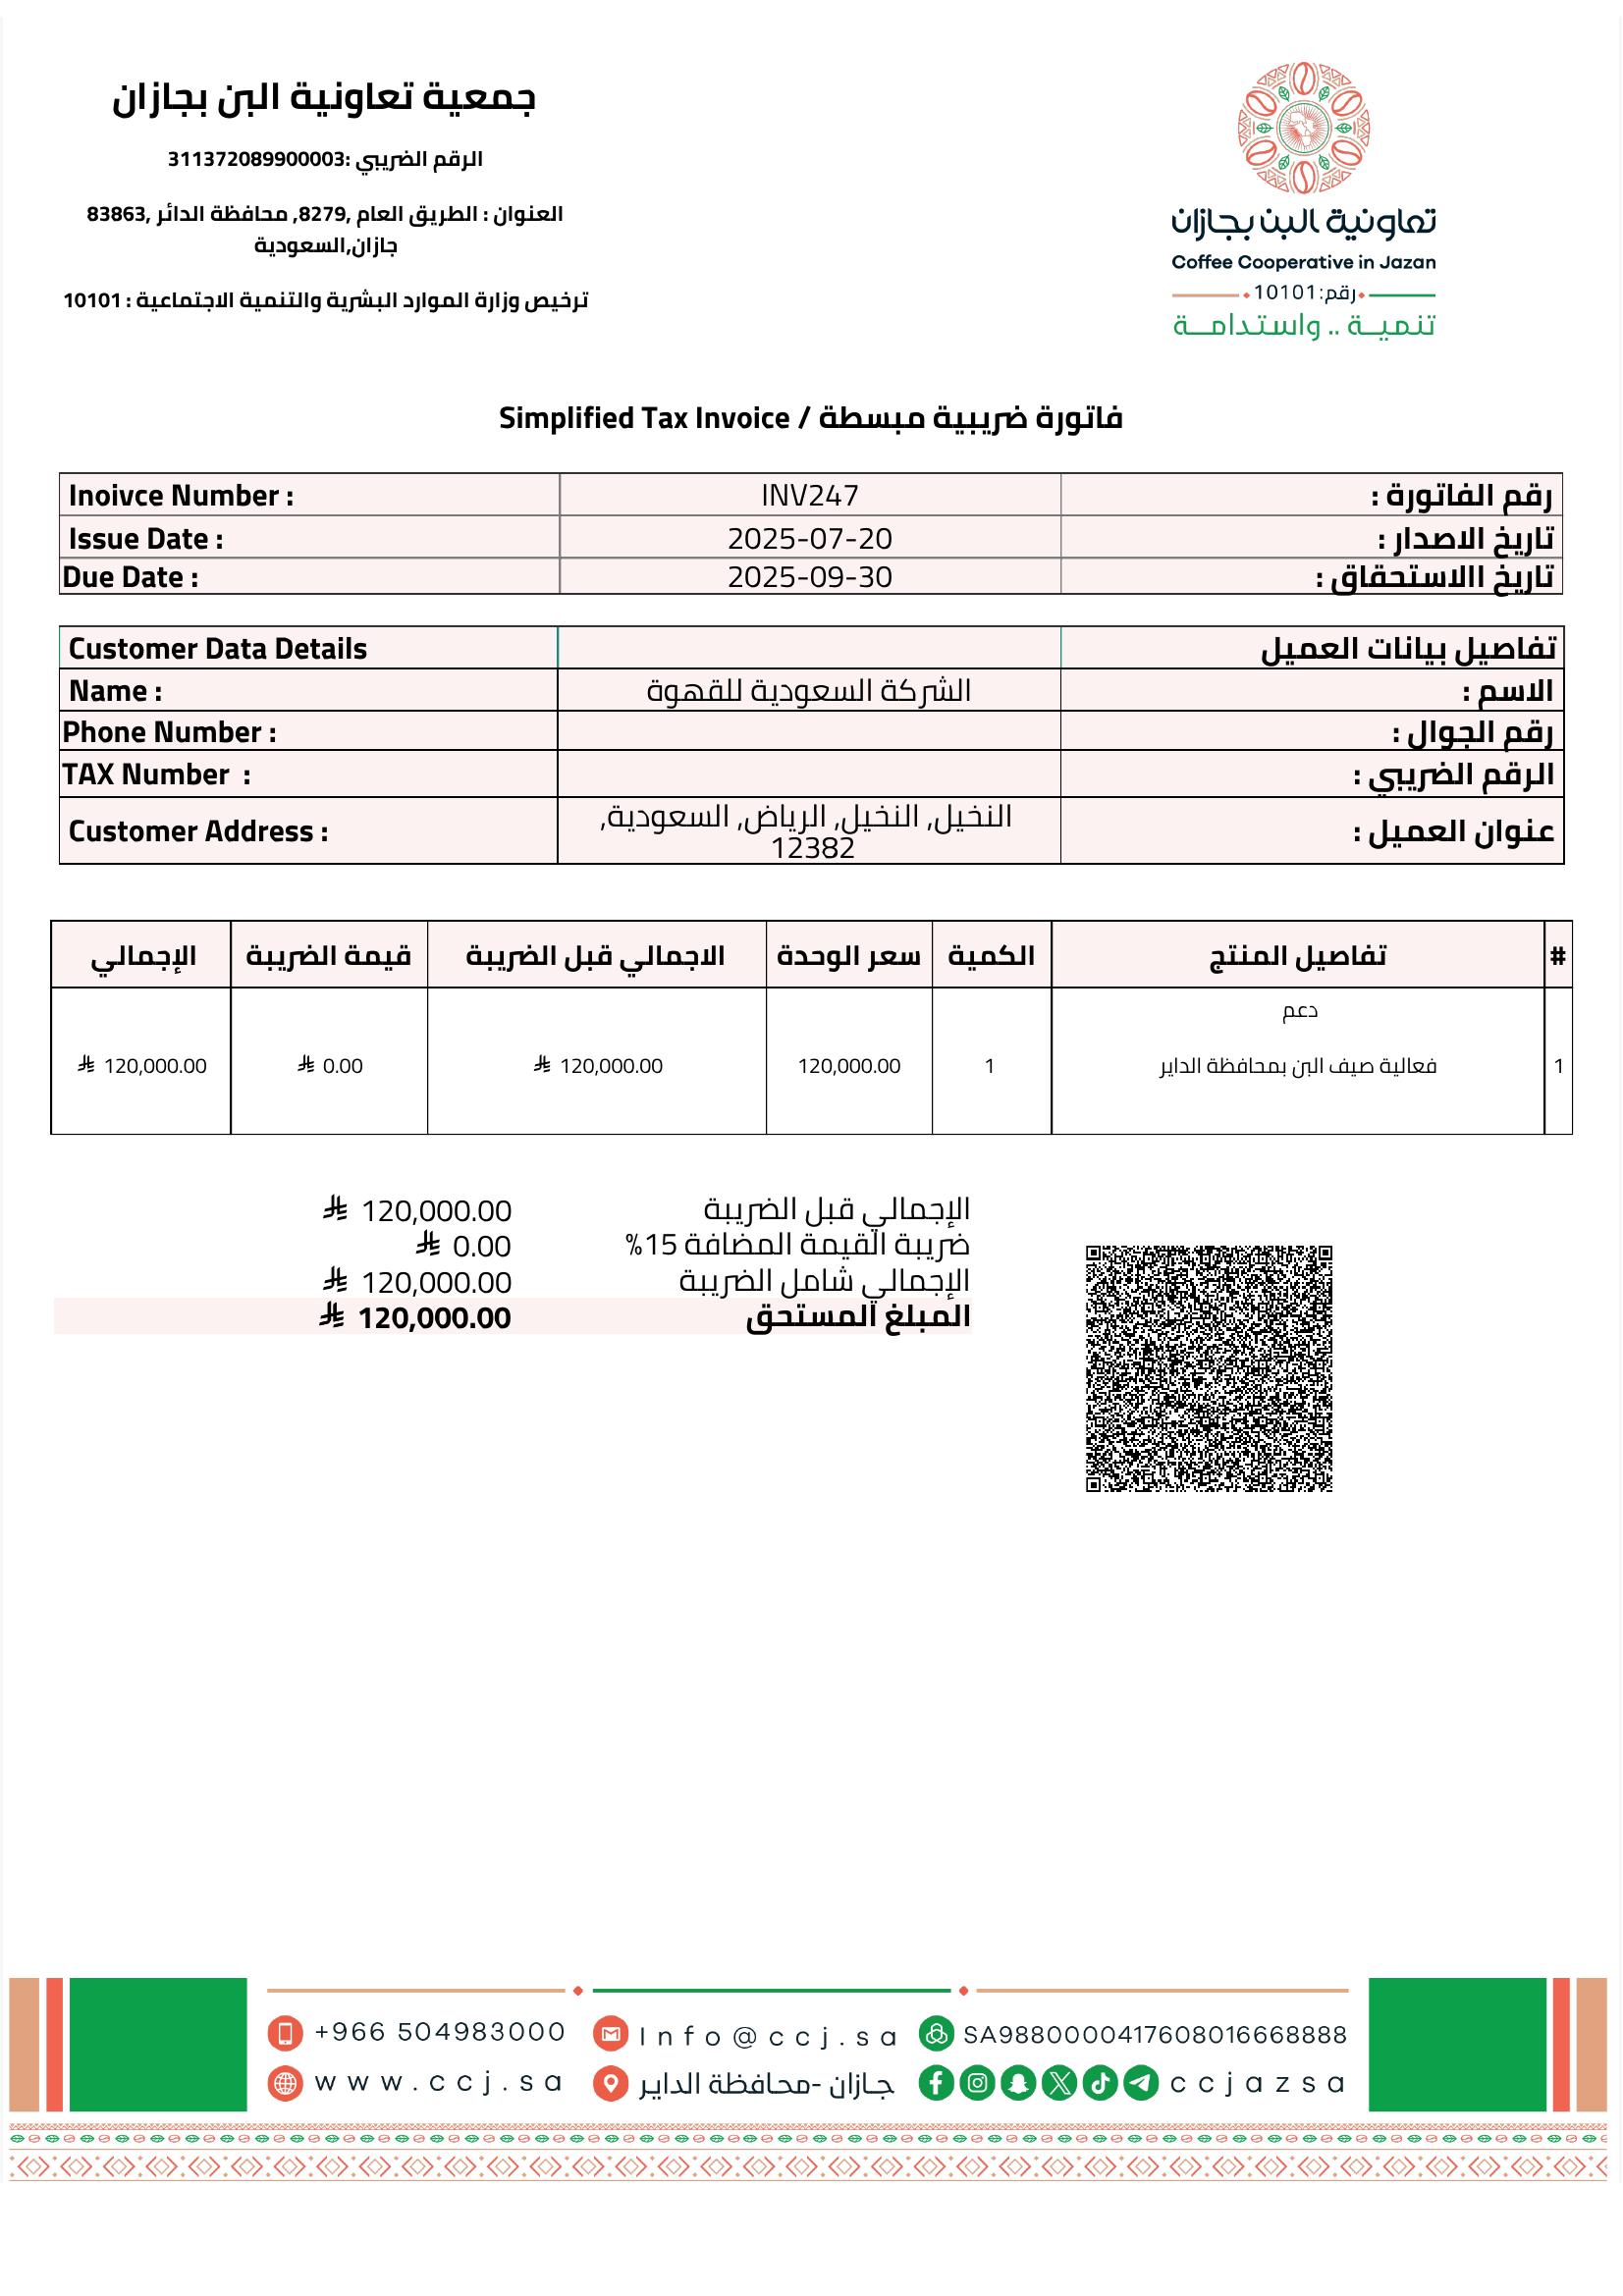 جمعية تعاونية البن بجازان
الرقم الضريبي :311372089900003
العنوان : الطريق العام ,8279, محافظة الدائر ,83863
جازان,السعودية
ترخيص وزارة الموارد البشرية والتنمية الاجتماعية : 10101
تعاونية البن بجازان
Coffee Cooperative in Jazan
رقم:10101
تنميـة .. واستدامـة
فاتورة ضريبية مبسطة / Simplified Tax Invoice
Inoivce Number : INV247 رقم الفاتورة :
Issue Date : 2025-07-20 تاريخ الاصدار :
Due Date : 2025-09-30 تاريخ االاستحقاق :
Customer Data Details تفاصيل بيانات العميل
Name : الشركة السعودية للقهوة الاسم :
Phone Number : رقم الجوال :
TAX Number : الرقم الضريبي :
Customer Address : النخيل, النخيل, الرياض, السعودية, عنوان العميل :
12382
# تفاصيل المنتج الكمية سعر الوحدة الاجمالي قبل الضريبة قيمة الضريبة الإجمالي
دعم
1 فعالية صيف البن بمحافظة الداير 1 120,000.00 120,000.00 ⃁ 0.00 ⃁ 120,000.00 ⃁
الإجمالي قبل الضريبة 120,000.00 ⃁
ضريبة القيمة المضافة 15% 0.00 ⃁
الإجمالي شامل الضريبة 120,000.00 ⃁
المبلغ المستحق 120,000.00 ⃁
+966 504983000 Info@ccj.sa SA9880000417608016668888
www.ccj.sa جازان -محافظة الداير ccjazsa